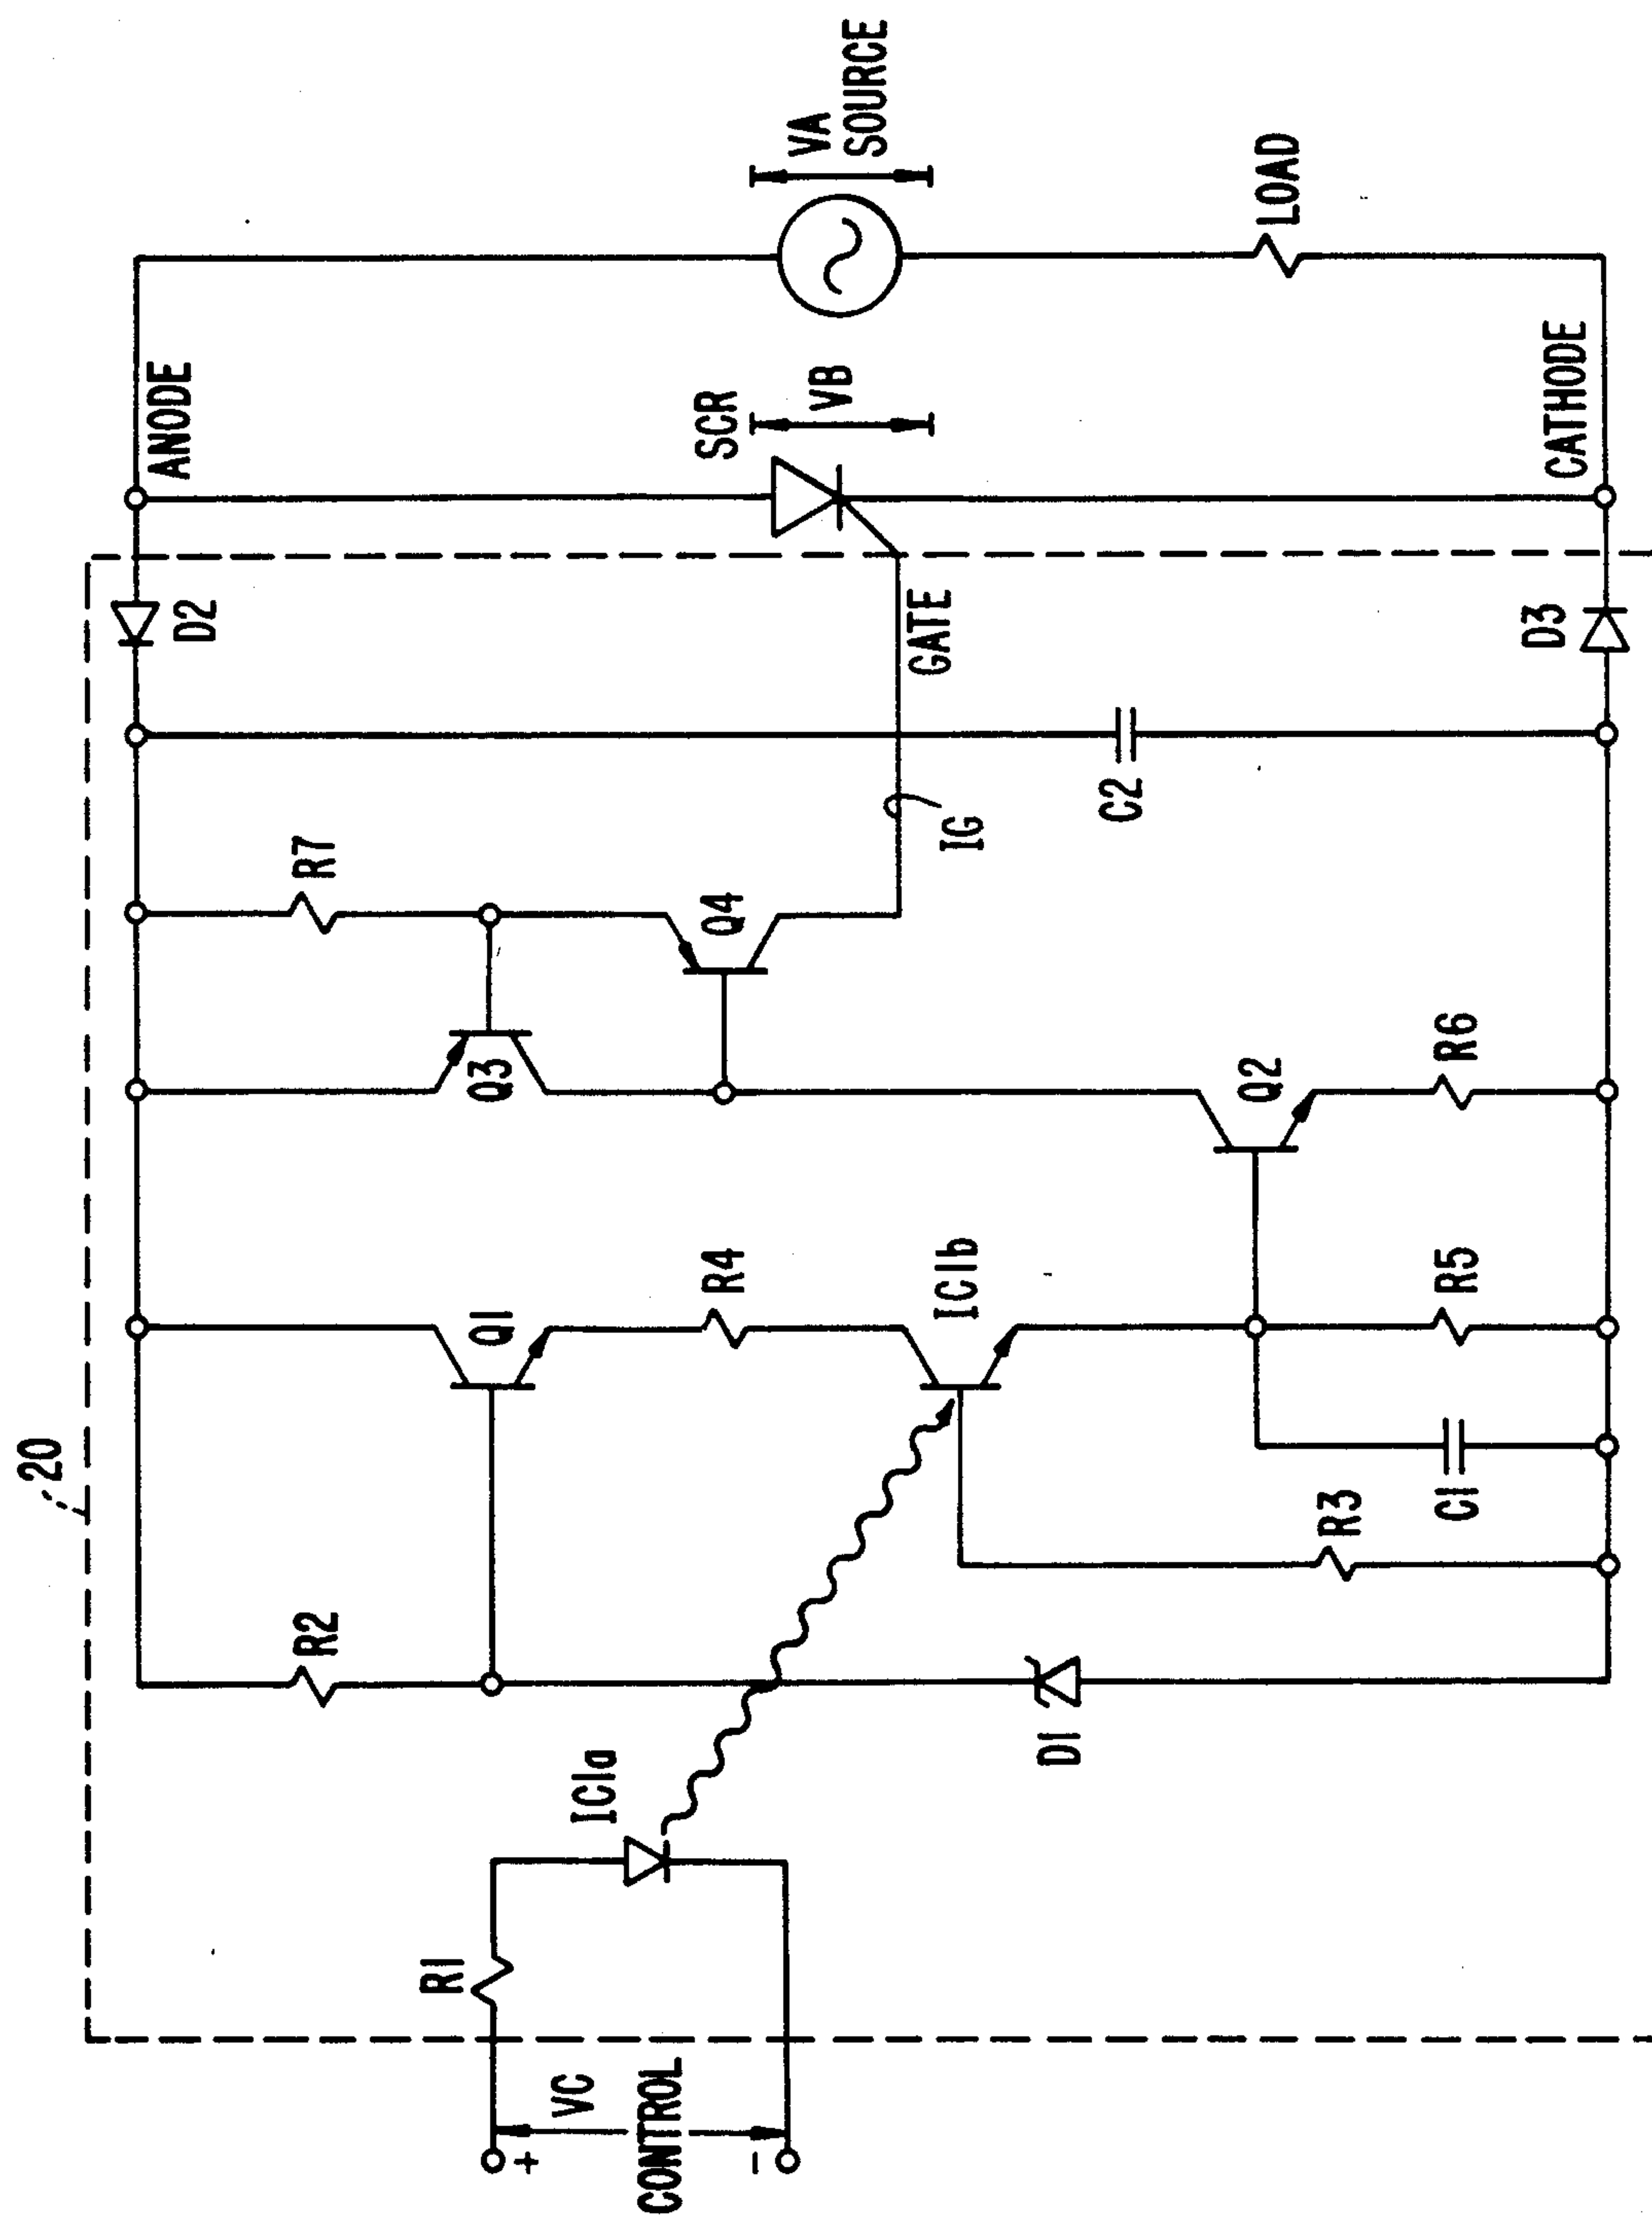 20
VC
CONTROL
+
-
R1
IC1a
R2
D1
Q1
R4
IC1b
R3
C1
R5
Q2
R6
Q3
Q4
R7
IG
C2
GATE
D2
D3
ANODE
CATHODE
SCR
VB
VA
SOURCE
LOAD